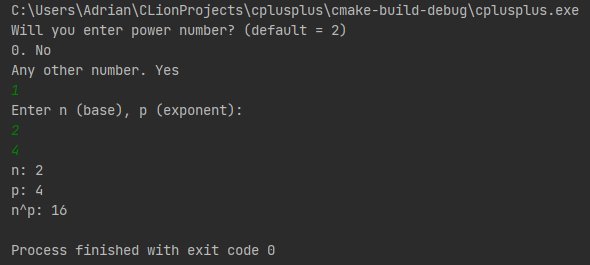 C:\Users\Adrian\CLionProjects\cplusplus\cmake-build-debug\cplusplus.exe
Will you enter power number? (default = 2)
0. No
Any other number. Yes
1
Enter n (base), p (exponent):
2
4
n: 2
p: 4
n^p: 16
Process finished with exit code 0